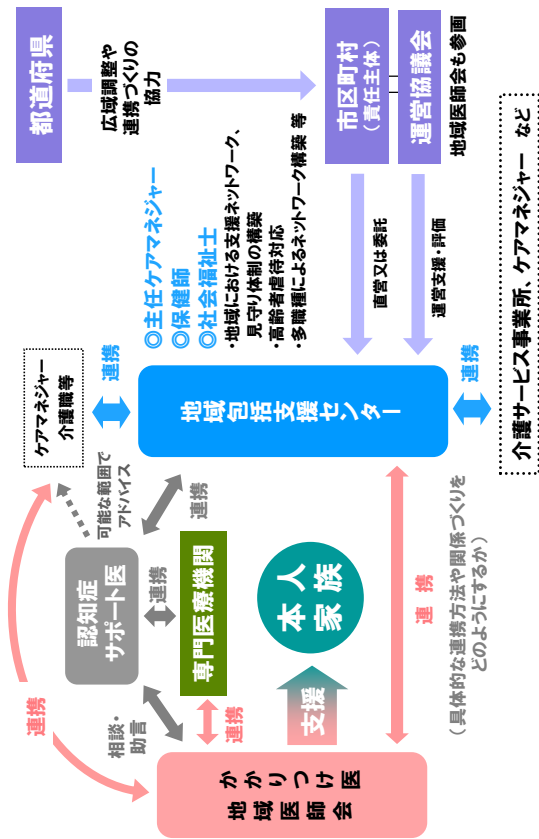 都道府県
広域調整や
連携づくりの
協力
市区町村
(責任主体)
運営協議会
地域医師会も参画
◎主任ケアマネジャー
◎保健師
◎社会福祉士
・地域における支援ネットワーク、
見守り体制の構築
・高齢者虐待対応
・多職種によるネットワーク構築 等
直営又は委託
運営支援・評価
ケアマネジャー
介護職等
連携
地域包括支援センター
連携
介護サービス事業所、ケアマネジャー など
可能な範囲で
アドバイス
連携
認知症
サポート医
連携
専門医療機関
本人
家族
連携
相談・
助言
連携
支援
連 携
(具体的な連携方法や関係づくりを
どのようにするか)
かかりつけ医
地域医師会